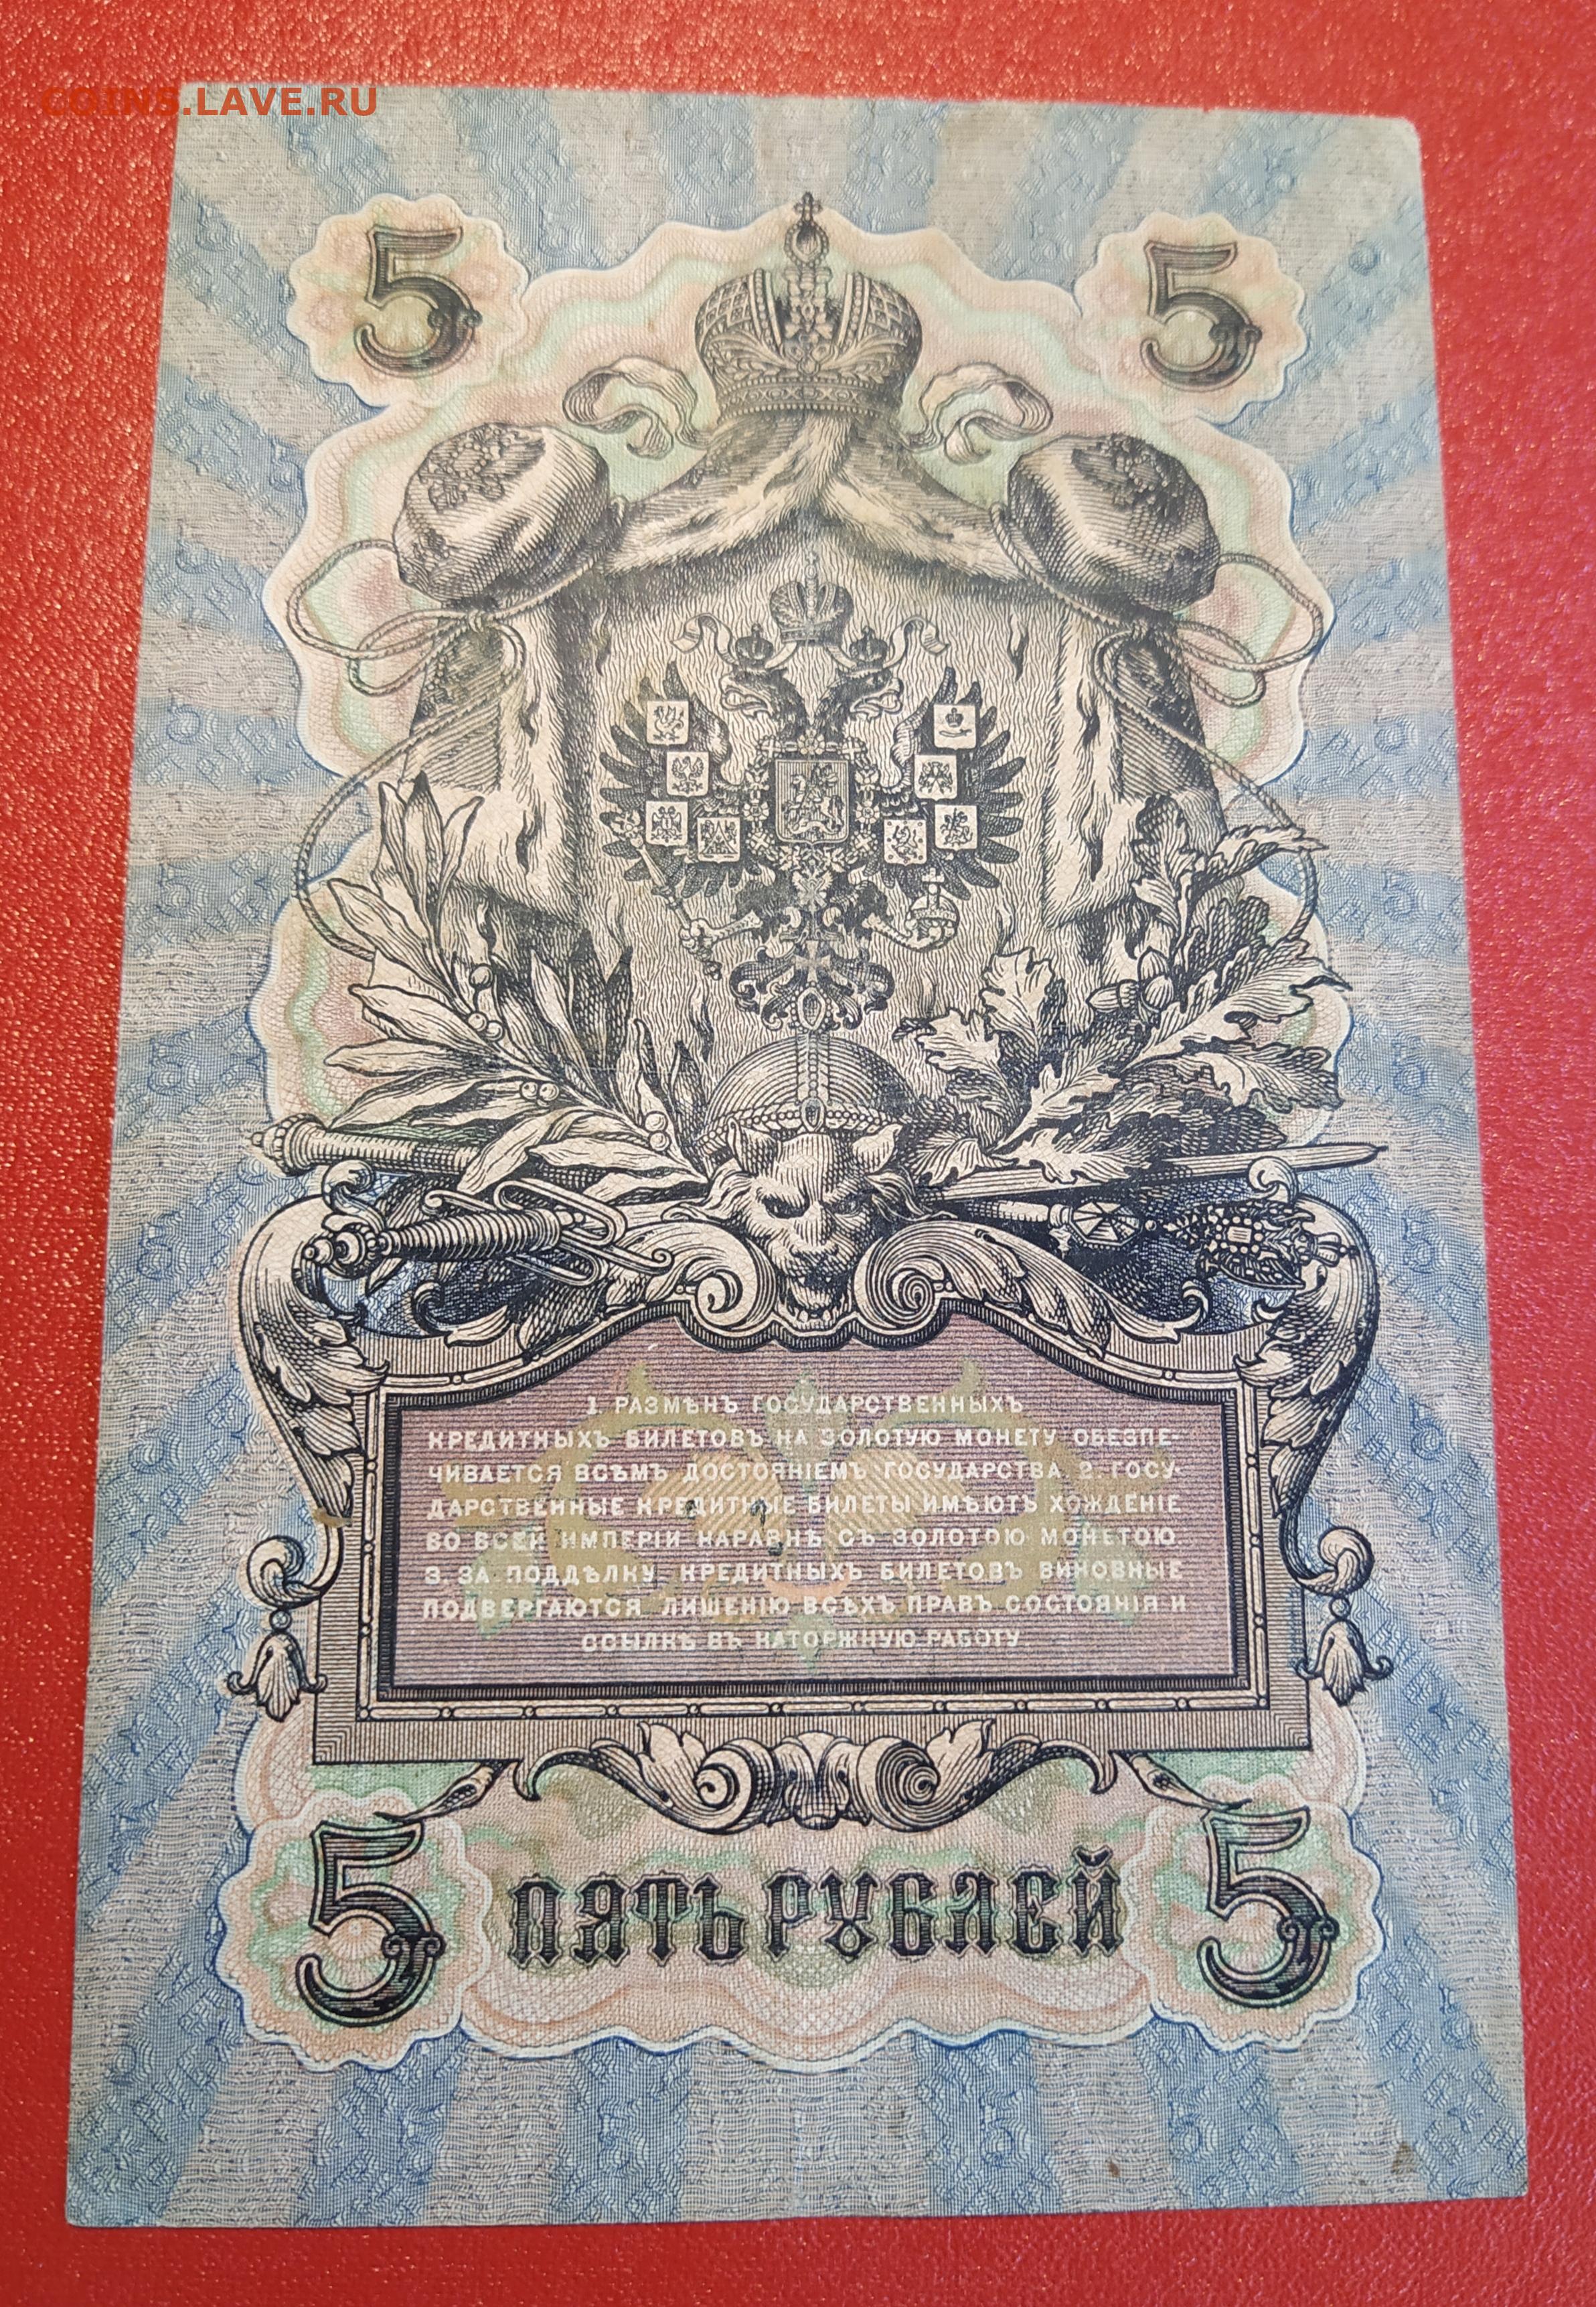 COINS.LAVE.RU
5 5
1. РАЗМѢНЪ ГОСУДАРСТВЕННЫХЪ
КРЕДИТНЫХЪ БИЛЕТОВЪ НА ЗОЛОТУЮ МОНЕТУ ОБЕЗПЕ-
ЧИВАЕТСЯ ВСѢМЪ ДОСТОЯНІЕМЪ ГОСУДАРСТВА. 2. ГОСУ-
ДАРСТВЕННЫЕ КРЕДИТНЫЕ БИЛЕТЫ ИМѢЮТЪ ХОЖДЕНІЕ
ВО ВСЕЙ ИМПЕРІИ НАРАВНѢ СЪ ЗОЛОТОЮ МОНЕТОЮ.
3. ЗА ПОДДѢЛКУ КРЕДИТНЫХЪ БИЛЕТОВЪ ВИНОВНЫЕ
ПОДВЕРГАЮТСЯ ЛИШЕНІЮ ВСѢХЪ ПРАВЪ СОСТОЯНІЯ И
ССЫЛКѢ ВЪ КАТОРЖНУЮ РАБОТУ.
5 ПЯТЬ РУБЛЕЙ 5